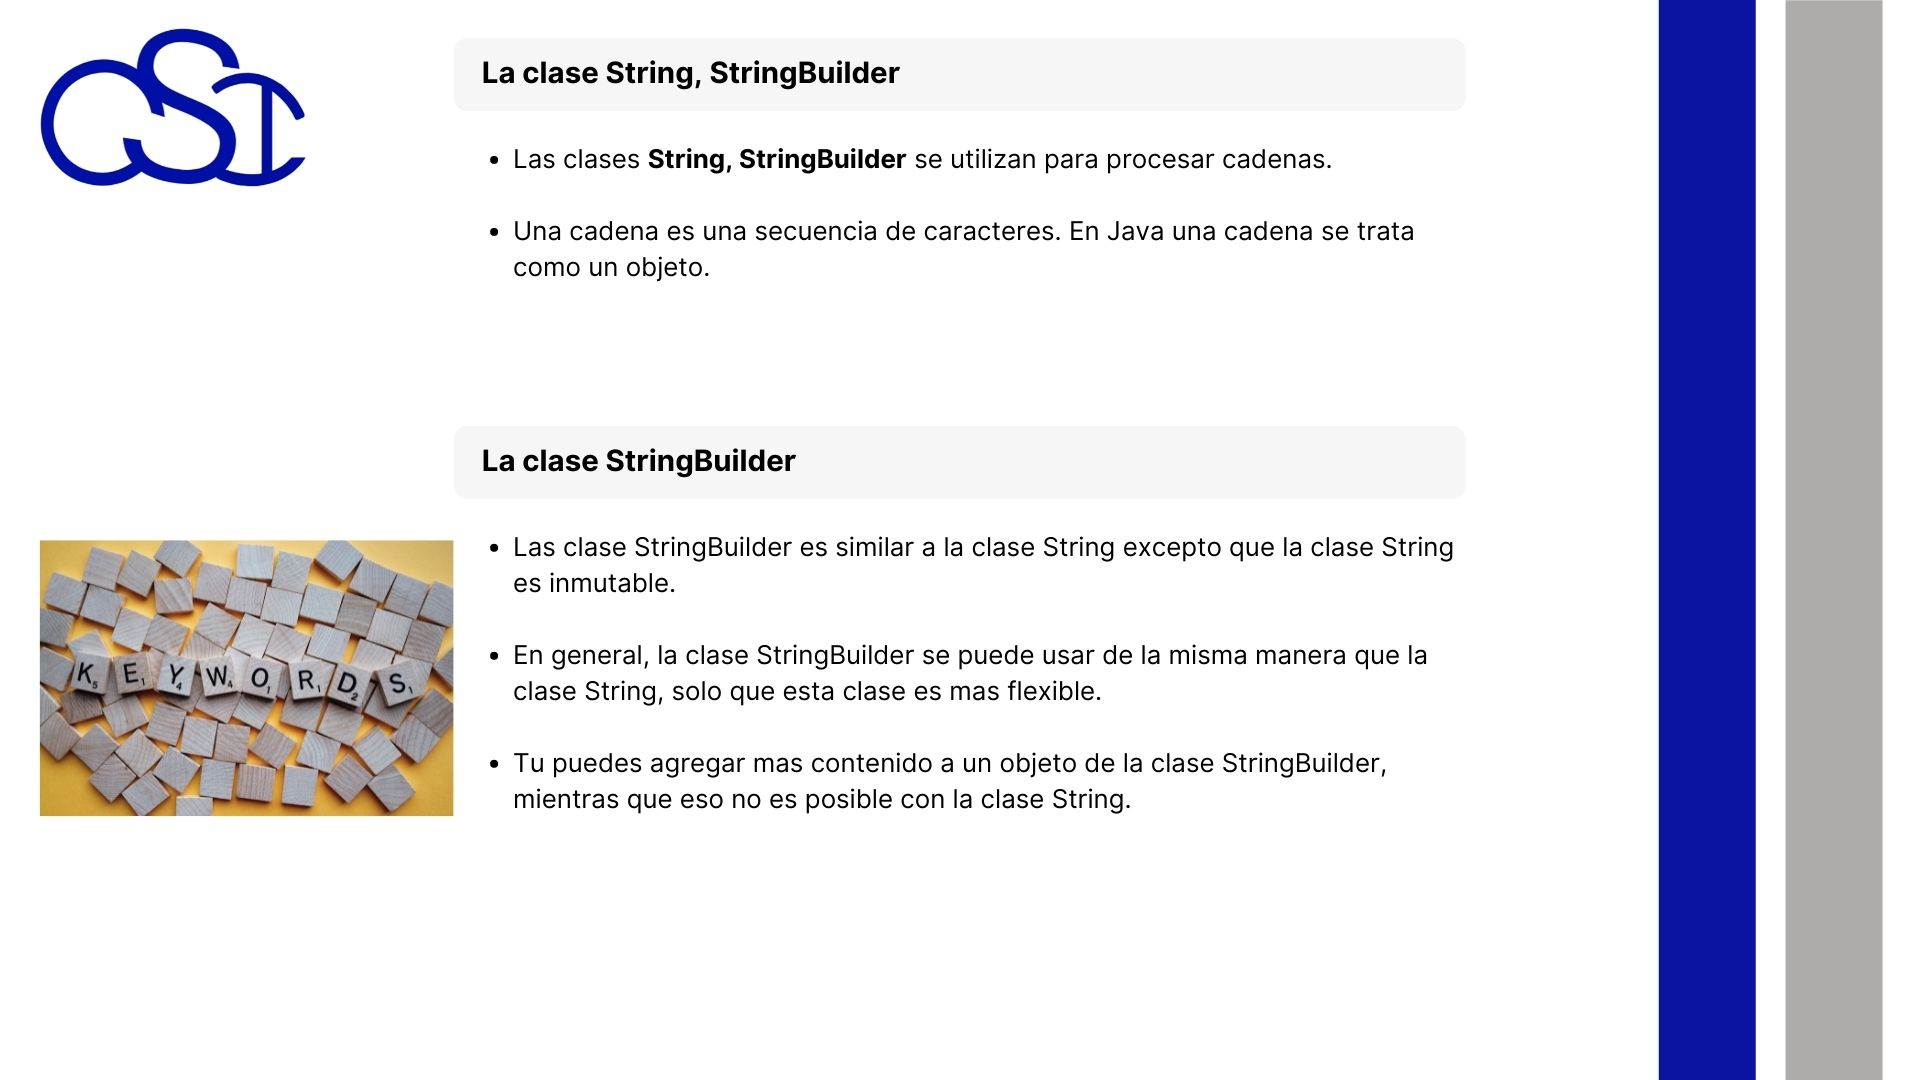 CSTI
La clase String, StringBuilder
Las clases String, StringBuilder se utilizan para procesar cadenas.
Una cadena es una secuencia de caracteres. En Java una cadena se trata
como un objeto.
La clase StringBuilder
Las clase StringBuilder es similar a la clase String excepto que la clase String
es inmutable.
En general, la clase StringBuilder se puede usar de la misma manera que la
clase String, solo que esta clase es mas flexible.
Tu puedes agregar mas contenido a un objeto de la clase StringBuilder,
mientras que eso no es posible con la clase String.
KEYWORDS